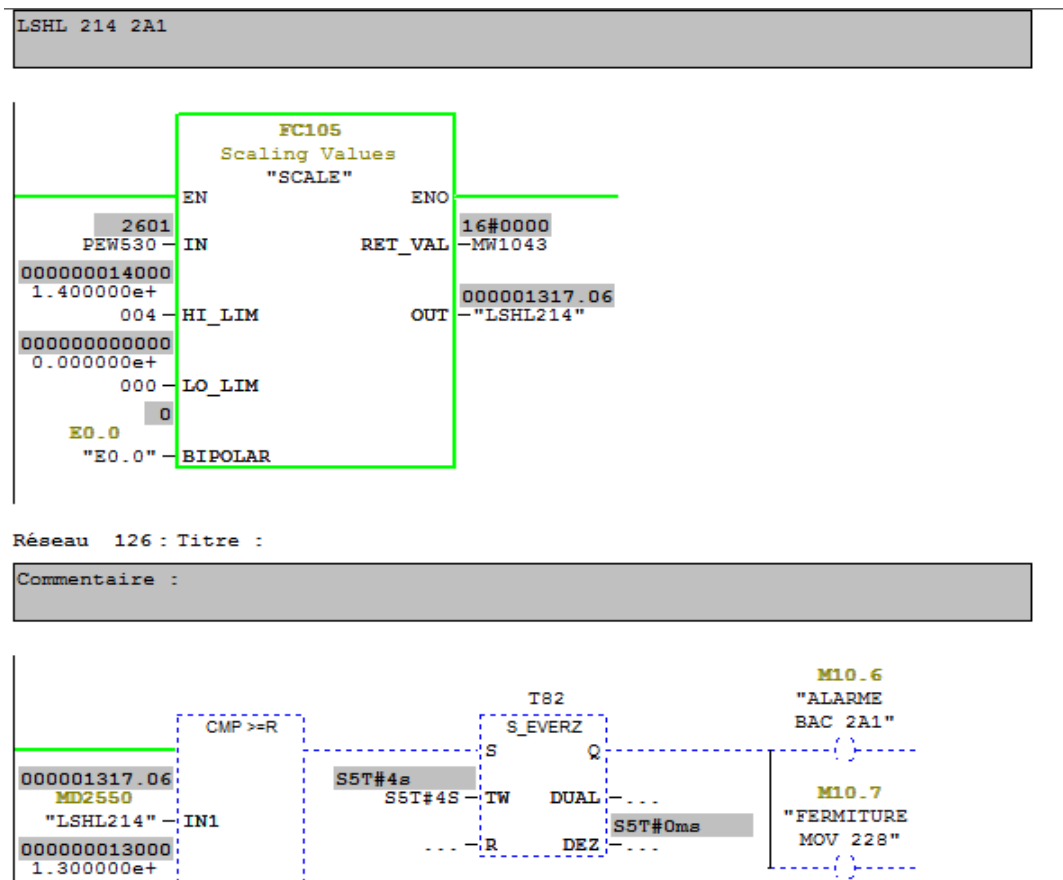 LSHL 214 2A1
FC105
Scaling Values
"SCALE"
EN ENO
2601 16#0000
PEW530 IN RET_VAL MW1043
000000014000
1.400000e+ 000001317.06
004 HI_LIM OUT "LSHL214"
000000000000
0.000000e+
000 LO_LIM
0
E0.0
"E0.0" BIPOLAR
Réseau 126 : Titre :
Commentaire :
M10.6
T82 "ALARME
CMP >=R S_EVERZ BAC 2A1"
S Q ( )
000001317.06 S5T#4s
MD2550 S5T#4S TW DUAL ... M10.7
"LSHL214" IN1 S5T#0ms "FERMITURE
000000013000 ... R DEZ ... MOV 228"
1.300000e+ ( )